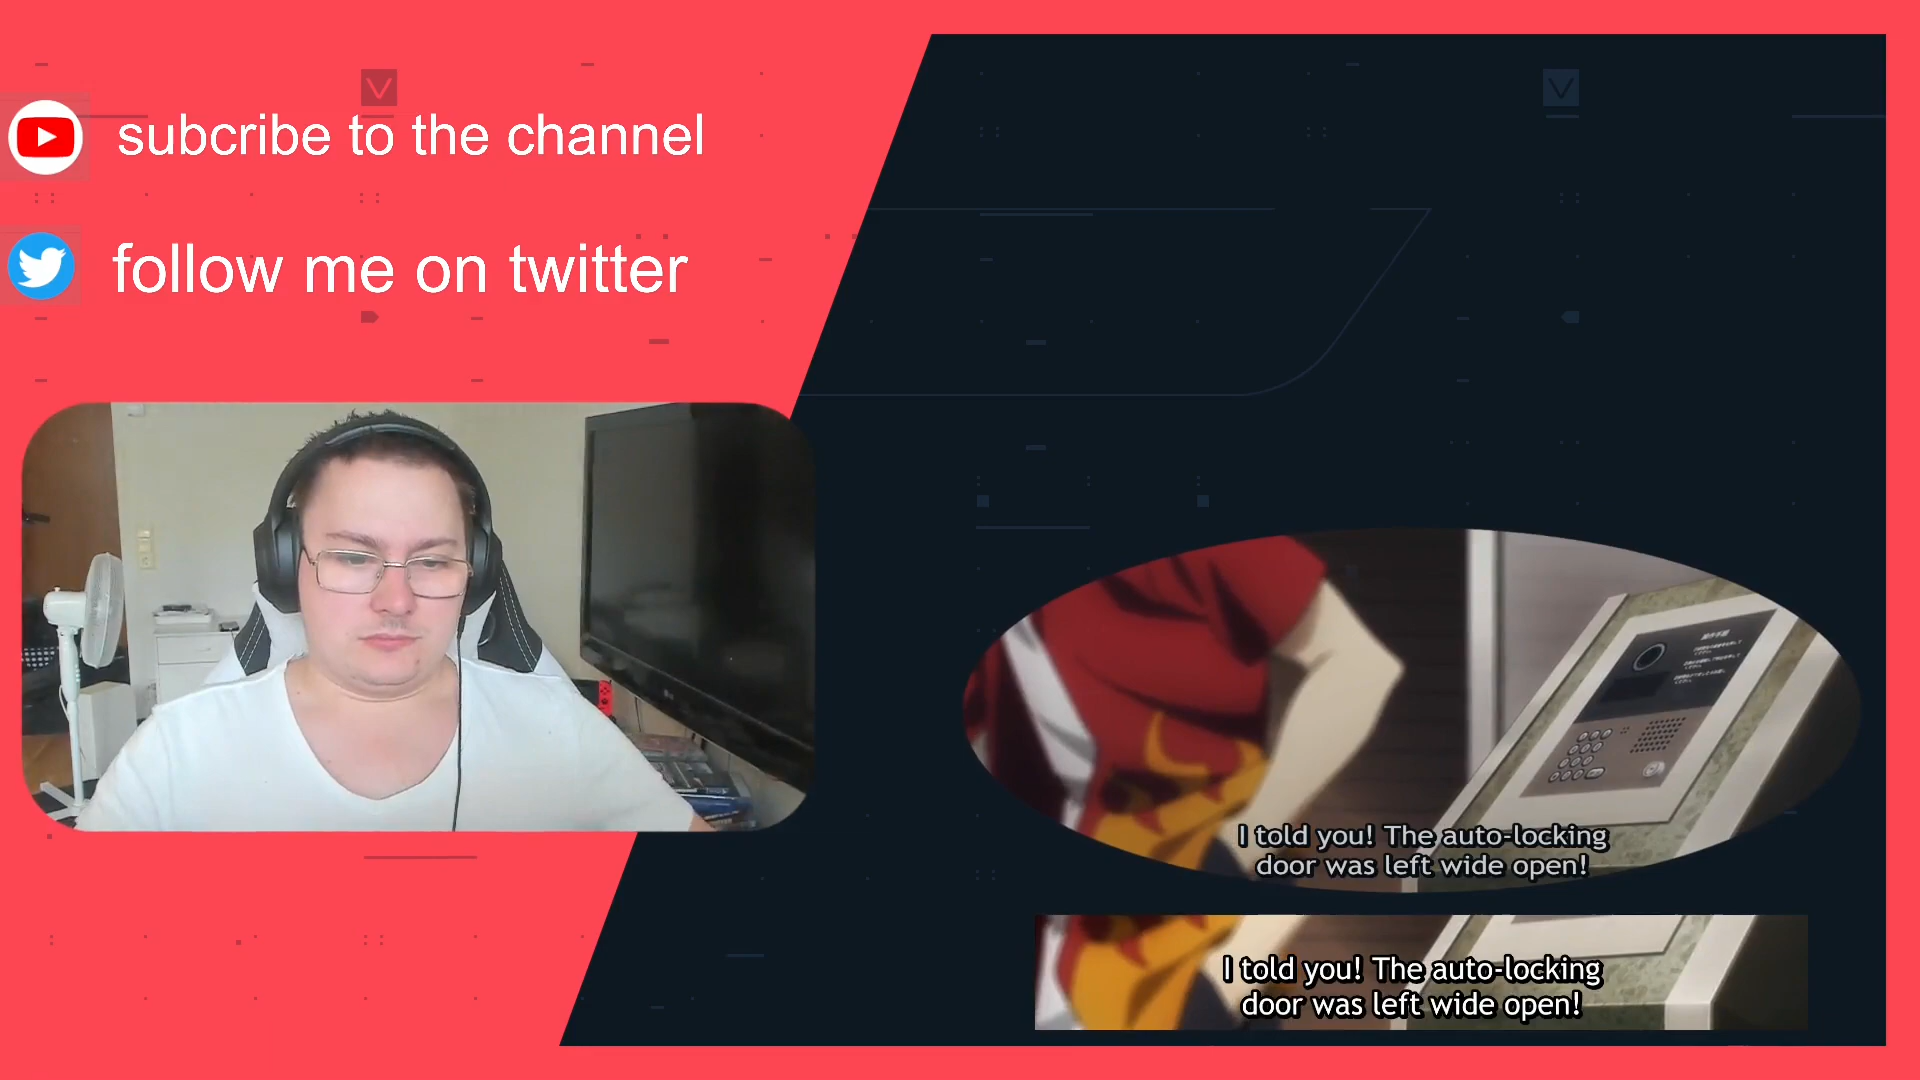 subcribe to the channel
follow me on twitter
I told you! The auto-locking
door was left wide open!
I told you! The auto-locking
door was left wide open!